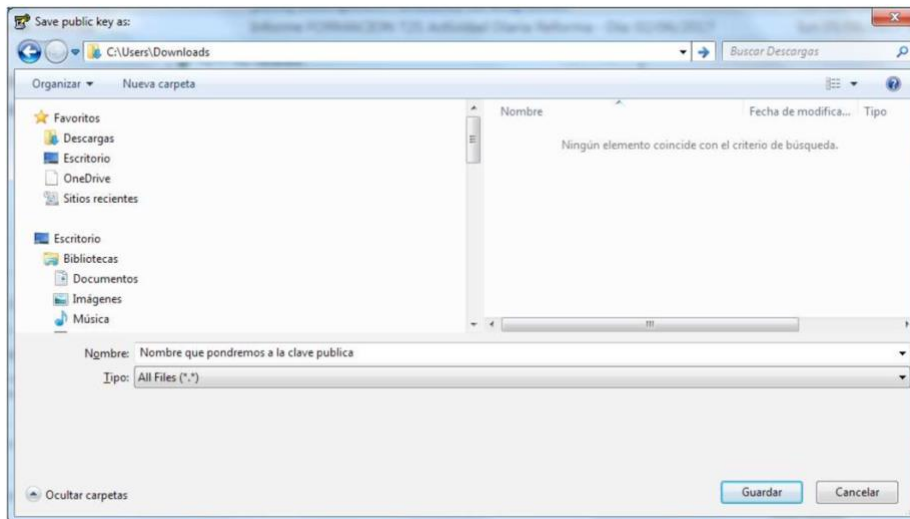 Save public key as:
C:\Users\Downloads
Buscar Descargas
Organizar
Nueva carpeta
Favoritos
Descargas
Escritorio
OneDrive
Sitios recientes
Escritorio
Bibliotecas
Documentos
Imágenes
Música
Nombre
Fecha de modifica...
Tipo
Ningún elemento coincide con el criterio de búsqueda.
Nombre: Nombre que pondremos a la clave publica
Tipo: All Files (*.*)
Ocultar carpetas
Guardar
Cancelar